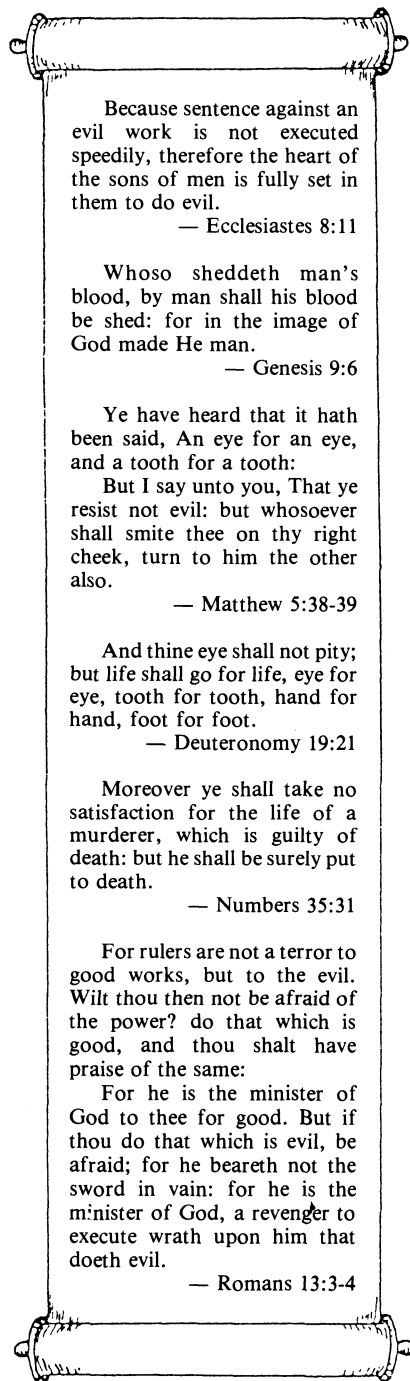 Because sentence against an
evil work is not executed
speedily, therefore the heart of
the sons of men is fully set in
them to do evil.
— Ecclesiastes 8:11
Whoso sheddeth man's
blood, by man shall his blood
be shed: for in the image of
God made He man.
— Genesis 9:6
Ye have heard that it hath
been said, An eye for an eye,
and a tooth for a tooth:
But I say unto you, That ye
resist not evil: but whosoever
shall smite thee on thy right
cheek, turn to him the other
also.
— Matthew 5:38-39
And thine eye shall not pity;
but life shall go for life, eye for
eye, tooth for tooth, hand for
hand, foot for foot.
— Deuteronomy 19:21
Moreover ye shall take no
satisfaction for the life of a
murderer, which is guilty of
death: but he shall be surely put
to death.
— Numbers 35:31
For rulers are not a terror to
good works, but to the evil.
Wilt thou then not be afraid of
the power? do that which is
good, and thou shalt have
praise of the same:
For he is the minister of
God to thee for good. But if
thou do that which is evil, be
afraid; for he beareth not the
sword in vain: for he is the
minister of God, a revenger to
execute wrath upon him that
doeth evil.
— Romans 13:3-4